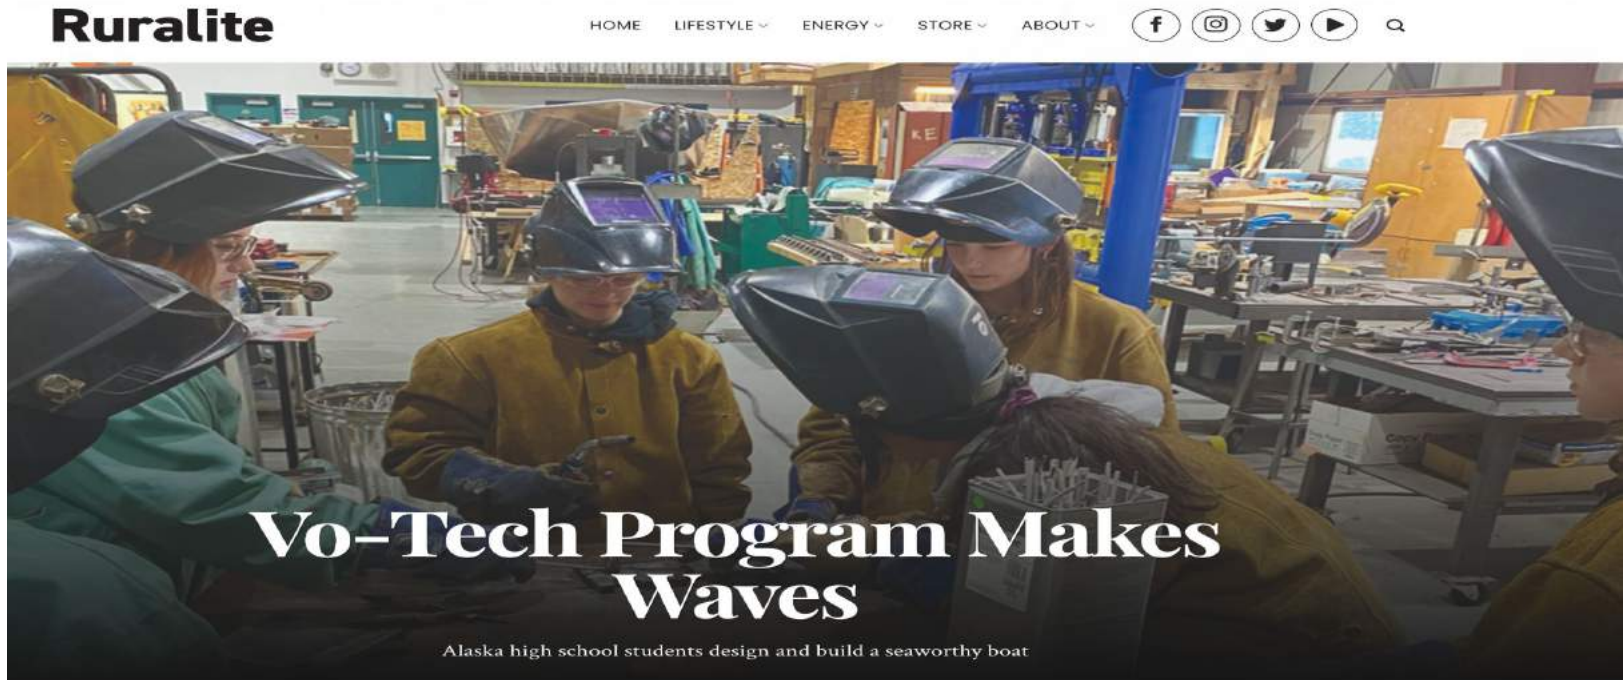 Ruralite
HOME LIFESTYLE ENERGY STORE ABOUT
KE
Vo-Tech Program Makes
Waves
Alaska high school students design and build a seaworthy boat